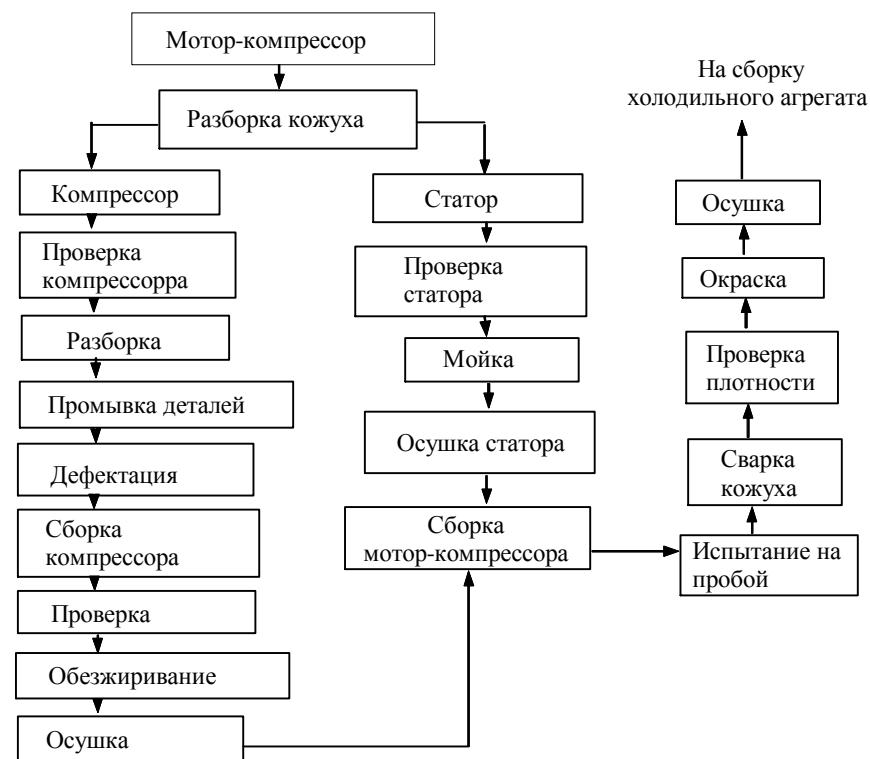 Мотор-компрессор
Разборка кожуха
Компрессор
Проверка
компрессорра
Разборка
Промывка деталей
Дефектация
Сборка
компрессора
Проверка
Обезжиривание
Осушка
Статор
Проверка
статора
Мойка
Осушка статора
Сборка
мотор-компрессора
Испытание на
пробой
Сварка
кожуха
Проверка
плотности
Окраска
Осушка
На сборку
холодильного агрегата